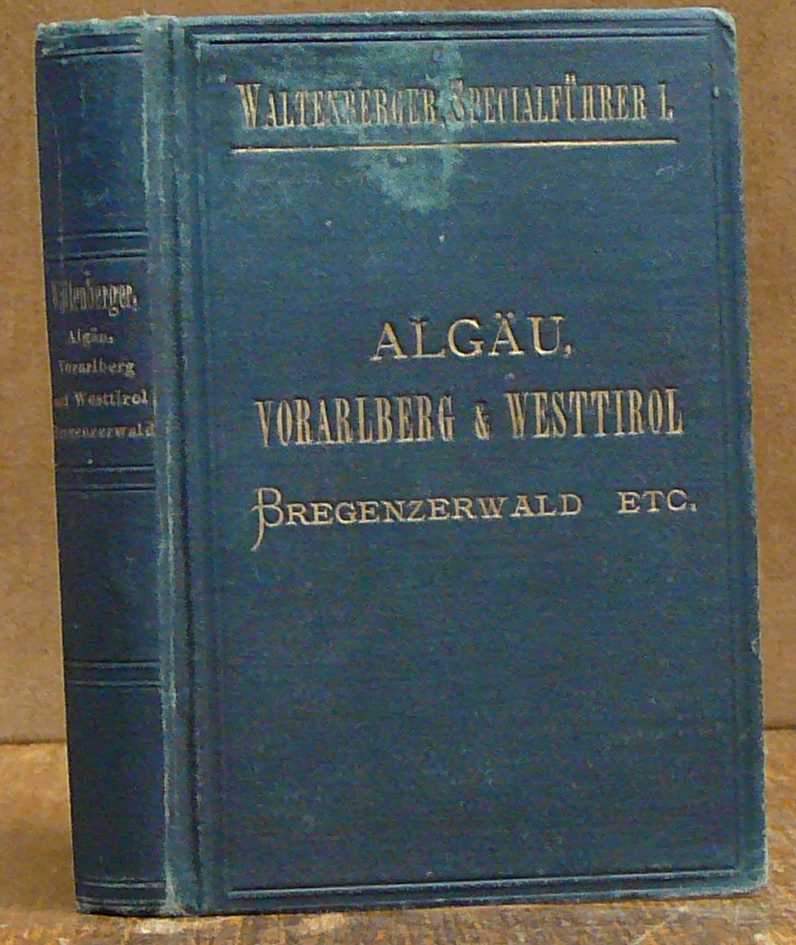 WALTENBERGER, SPECIALFÜHRER I.
ALGÄU,
VORARLBERG & WESTTIROL
BREGENZERWALD ETC.
Waltenberger,
Algäu,
Vorarlberg
und Westtirol
Bregenzerwald